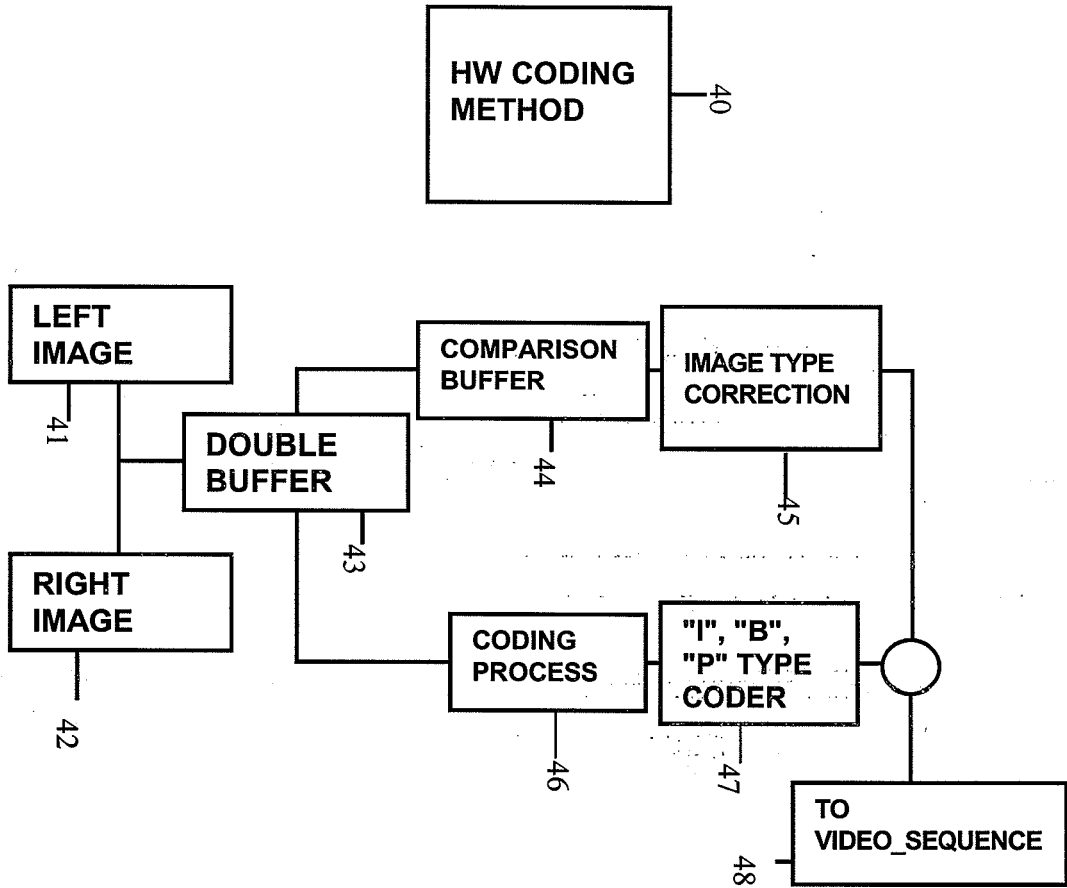 HW CODING
METHOD
40
LEFT
IMAGE
41
COMPARISON
BUFFER
44
IMAGE TYPE
CORRECTION
45
DOUBLE
BUFFER
43
RIGHT
IMAGE
42
CODING
PROCESS
46
"I", "B",
"P" TYPE
CODER
47
TO
VIDEO_SEQUENCE
48